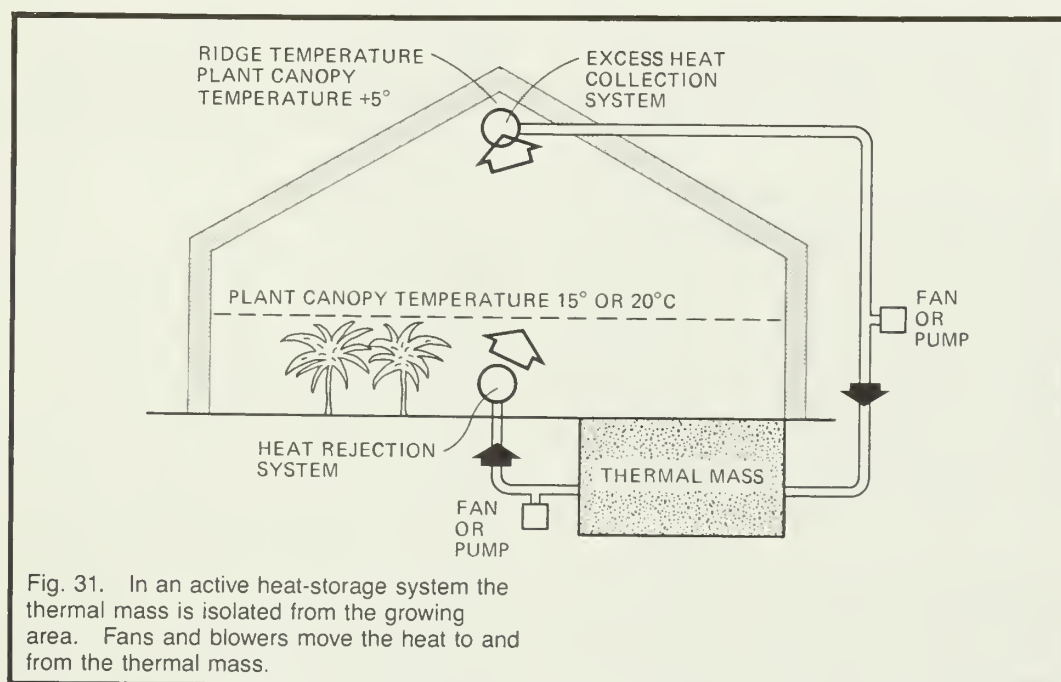 RIDGE TEMPERATURE
PLANT CANOPY
TEMPERATURE +5°
EXCESS HEAT
COLLECTION
SYSTEM
PLANT CANOPY TEMPERATURE 15° OR 20°C
FAN
OR
PUMP
HEAT REJECTION
SYSTEM
THERMAL MASS
FAN
OR
PUMP
Fig. 31. In an active heat-storage system the
thermal mass is isolated from the growing
area. Fans and blowers move the heat to and
from the thermal mass.